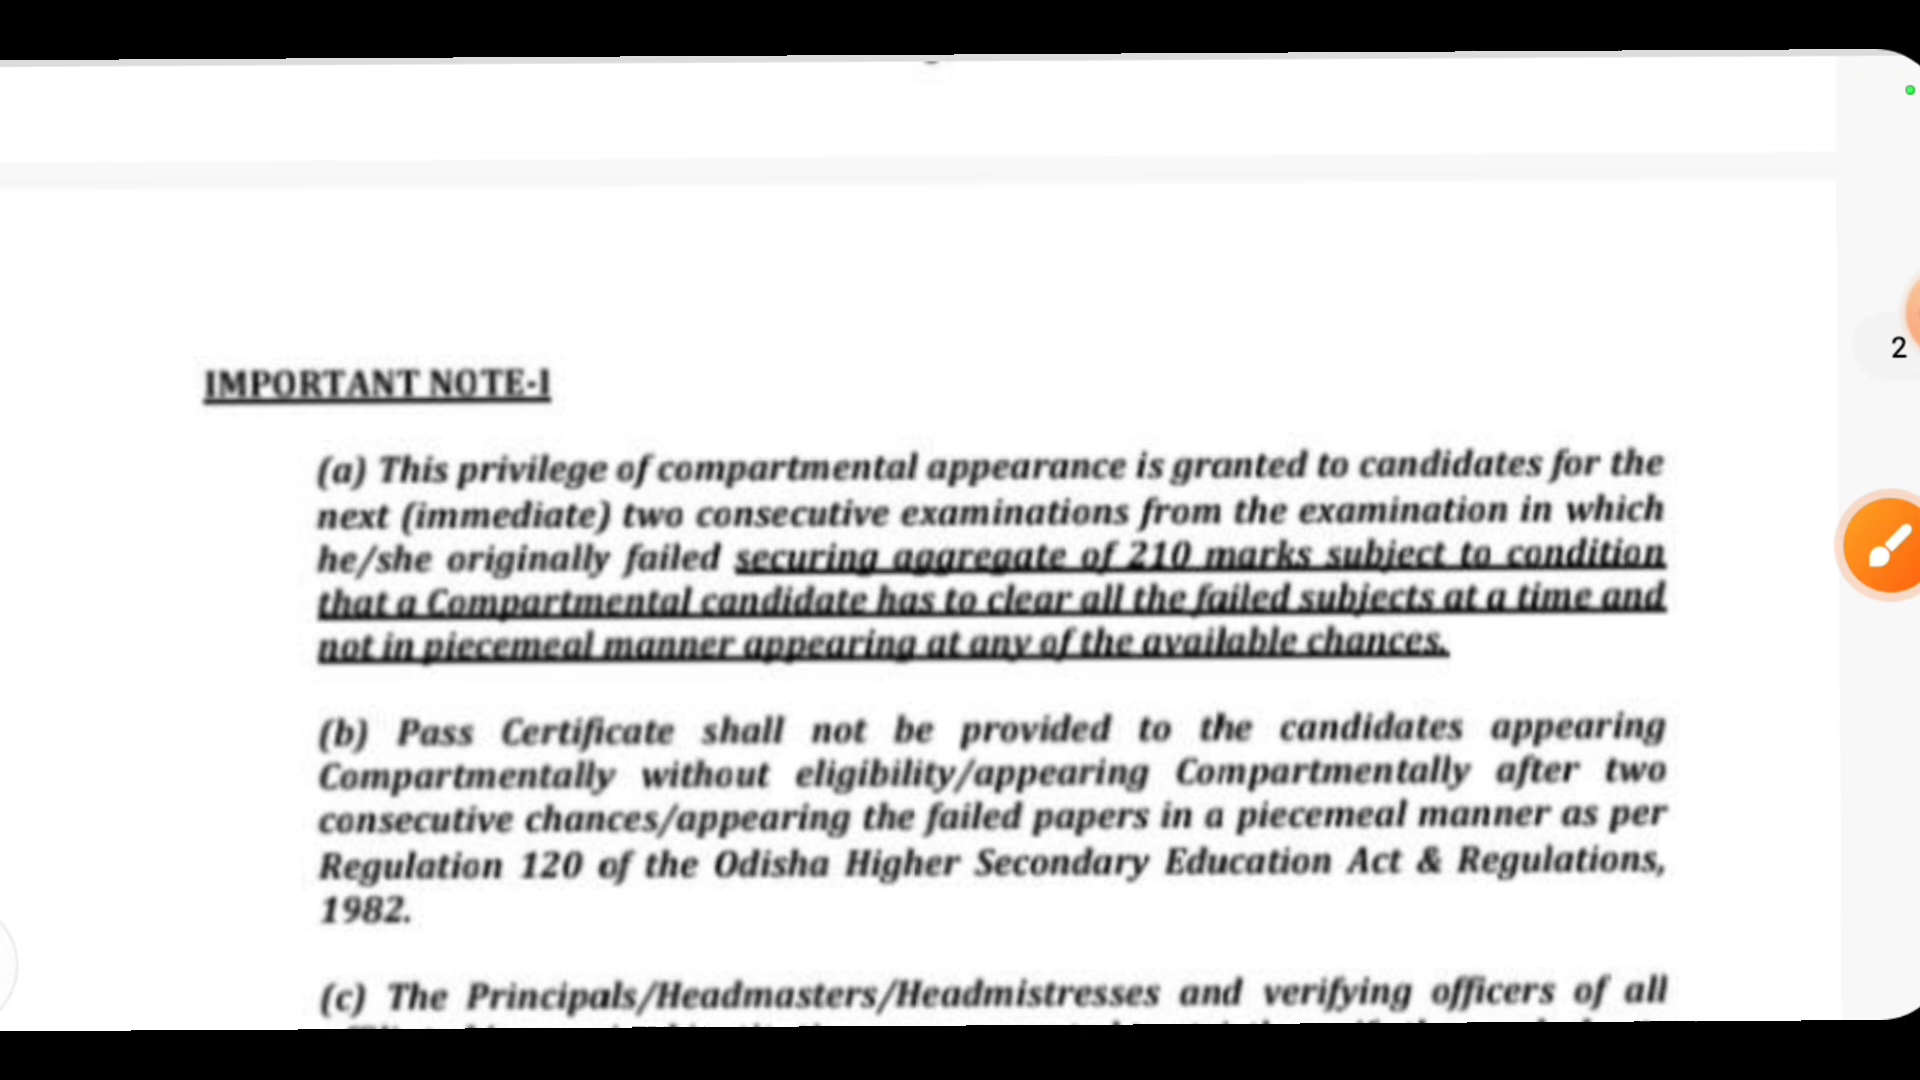 2
IMPORTANT NOTE-I
(a) This privilege of compartmental appearance is granted to candidates for the
next (immediate) two consecutive examinations from the examination in which
he/she originally failed securing aggregate of 210 marks subject to condition
that a Compartmental candidate has to clear all the failed subjects at a time and
not in piecemeal manner appearing at any of the available chances.
(b) Pass Certificate shall not be provided to the candidates appearing
Compartmentally without eligibility/appearing Compartmentally after two
consecutive chances/appearing the failed papers in a piecemeal manner as per
Regulation 120 of the Odisha Higher Secondary Education Act & Regulations,
1982.
(c) The Principals/Headmasters/Headmistresses and verifying officers of all